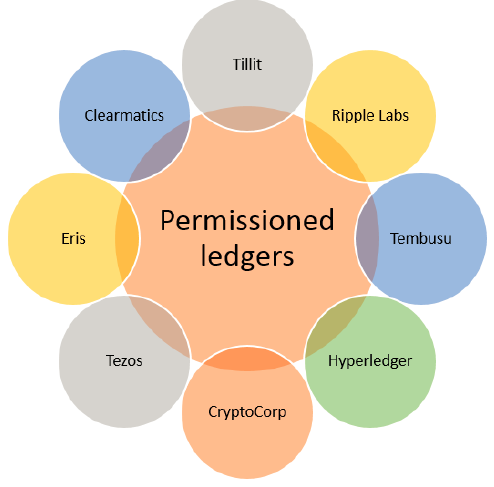 Tillit
Clearmatics
Ripple Labs
Permissioned
ledgers
Eris
Tembusu
Tezos
Hyperledger
CryptoCorp